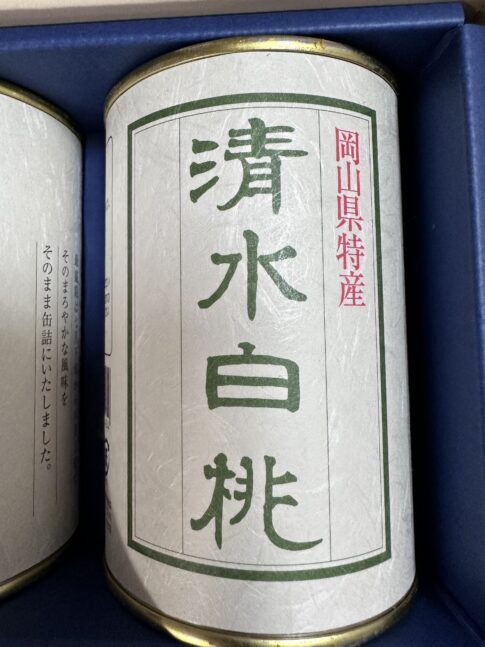 岡山県特産
清水白桃
そのまろやかな風味を
そのまま缶詰にいたしました。